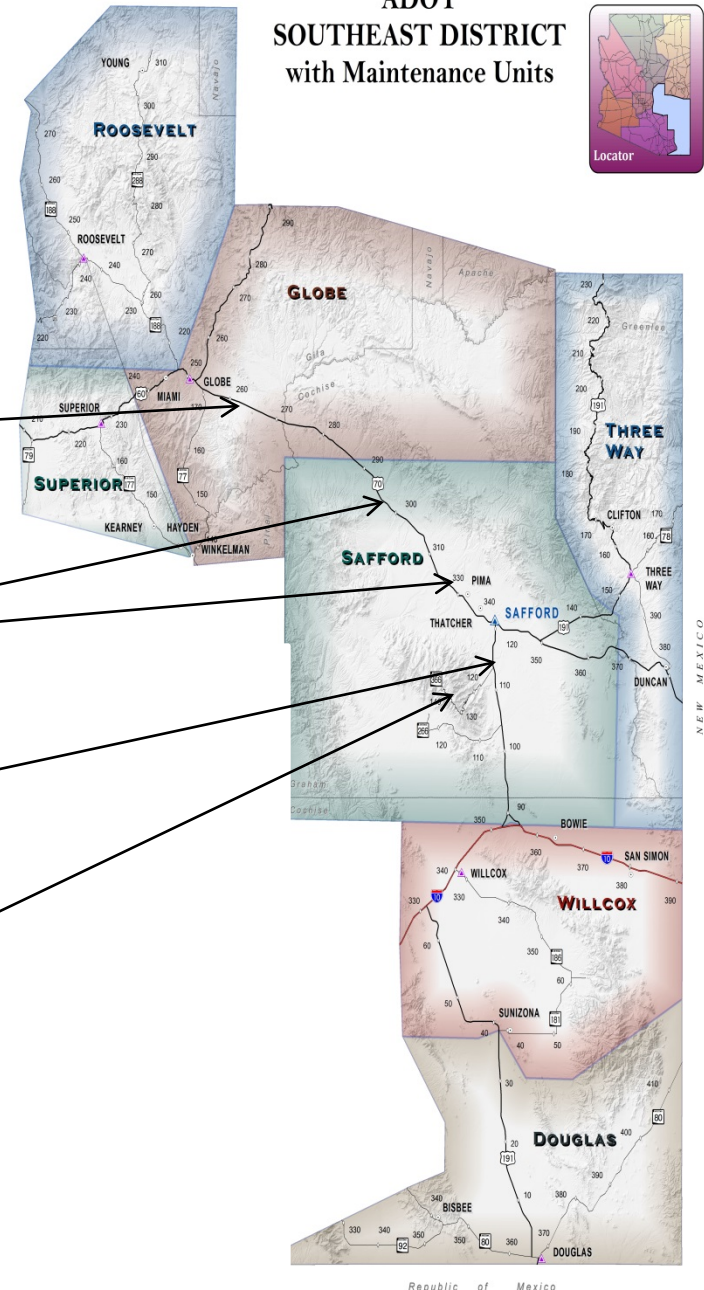 ADOT
SOUTHEAST DISTRICT
with Maintenance Units
Locator
YOUNG
310
Navajo
300
ROOSEVELT
270
290
260
288
188
280
250
ROOSEVELT
270
240
240
260
230
230
188
220
220
290
280
Navajo
Apache
GLOBE
270
260
Gila
Cochise
250
GLOBE
240
60
MIAMI
170
260
270
280
290
SUPERIOR
210
230
220
79
160
160
77
SUPERIOR
177
150
150
KEARNEY
HAYDEN
WINKELMAN
230
220
Greenlee
210
200
191
190
THREE
WAY
180
CLIFTON
170
170
160
78
160
THREE
WAY
150
390
380
370
DUNCAN
NEW MEXICO
70
300
310
SAFFORD
330
PIMA
340
THATCHER
SAFFORD
140
191
120
350
360
366
120
110
130
266
120
110
100
Graham
Cochise
90
350
BOWIE
360
10
SAN SIMON
370
380
390
340
WILLCOX
10
330
330
WILLCOX
340
60
350
186
60
50
SUNIZONA
181
40
40
50
30
410
80
DOUGLAS
400
20
191
390
10
380
340
BISBEE
330
340
350
92
80
360
370
DOUGLAS
Republic of Mexico